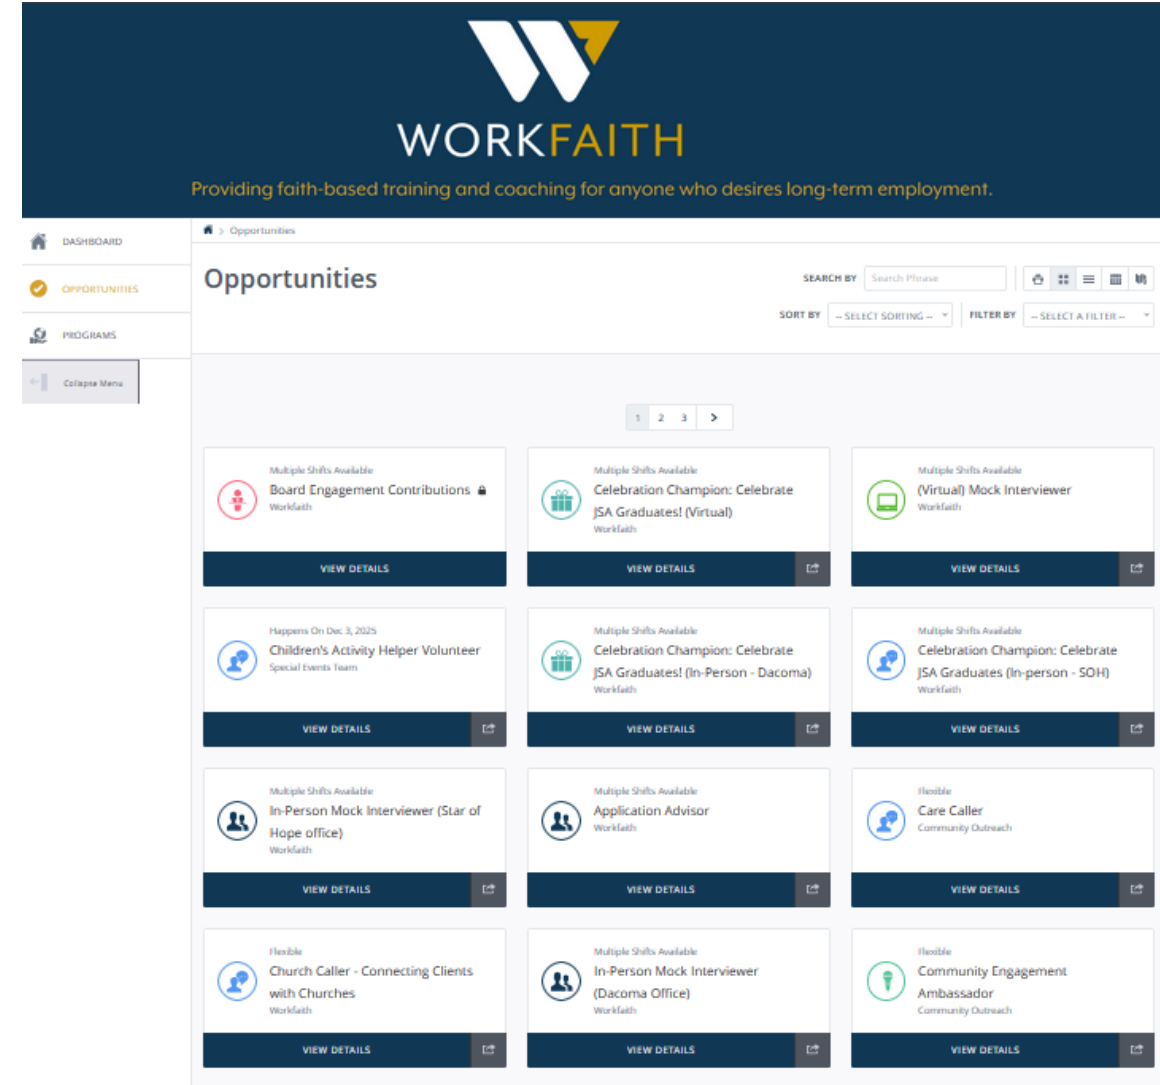 WORKFAITH
Providing faith-based training and coaching for anyone who desires long-term employment.
DASHBOARD
OPPORTUNITIES
PROGRAMS
Collapse Menu
> Opportunities
Opportunities
SEARCH BY Search Phrase
SORT BY -- SELECT SORTING -- FILTER BY -- SELECT A FILTER --
1 2 3 >
Multiple Shifts Available
Board Engagement Contributions
Workfaith
VIEW DETAILS
Multiple Shifts Available
Celebration Champion: Celebrate
JSA Graduates! (Virtual)
Workfaith
VIEW DETAILS
Multiple Shifts Available
(Virtual) Mock Interviewer
Workfaith
VIEW DETAILS
Happens On Dec 3, 2025
Children's Activity Helper Volunteer
Special Events Team
VIEW DETAILS
Multiple Shifts Available
Celebration Champion: Celebrate
JSA Graduates! (In-Person - Dacoma)
Workfaith
VIEW DETAILS
Multiple Shifts Available
Celebration Champion: Celebrate
JSA Graduates (In-person - SOH)
Workfaith
VIEW DETAILS
Multiple Shifts Available
In-Person Mock Interviewer (Star of
Hope office)
Workfaith
VIEW DETAILS
Multiple Shifts Available
Application Advisor
Workfaith
VIEW DETAILS
Flexible
Care Caller
Community Outreach
VIEW DETAILS
Flexible
Church Caller - Connecting Clients
with Churches
Workfaith
VIEW DETAILS
Multiple Shifts Available
In-Person Mock Interviewer
(Dacoma Office)
Workfaith
VIEW DETAILS
Flexible
Community Engagement
Ambassador
Community Outreach
VIEW DETAILS